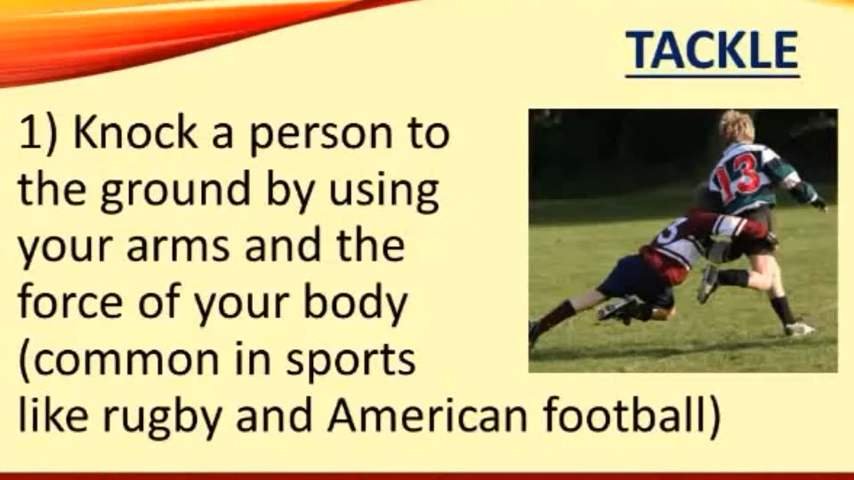 TACKLE
1) Knock a person to
the ground by using
your arms and the
force of your body
(common in sports
like rugby and American football)
13